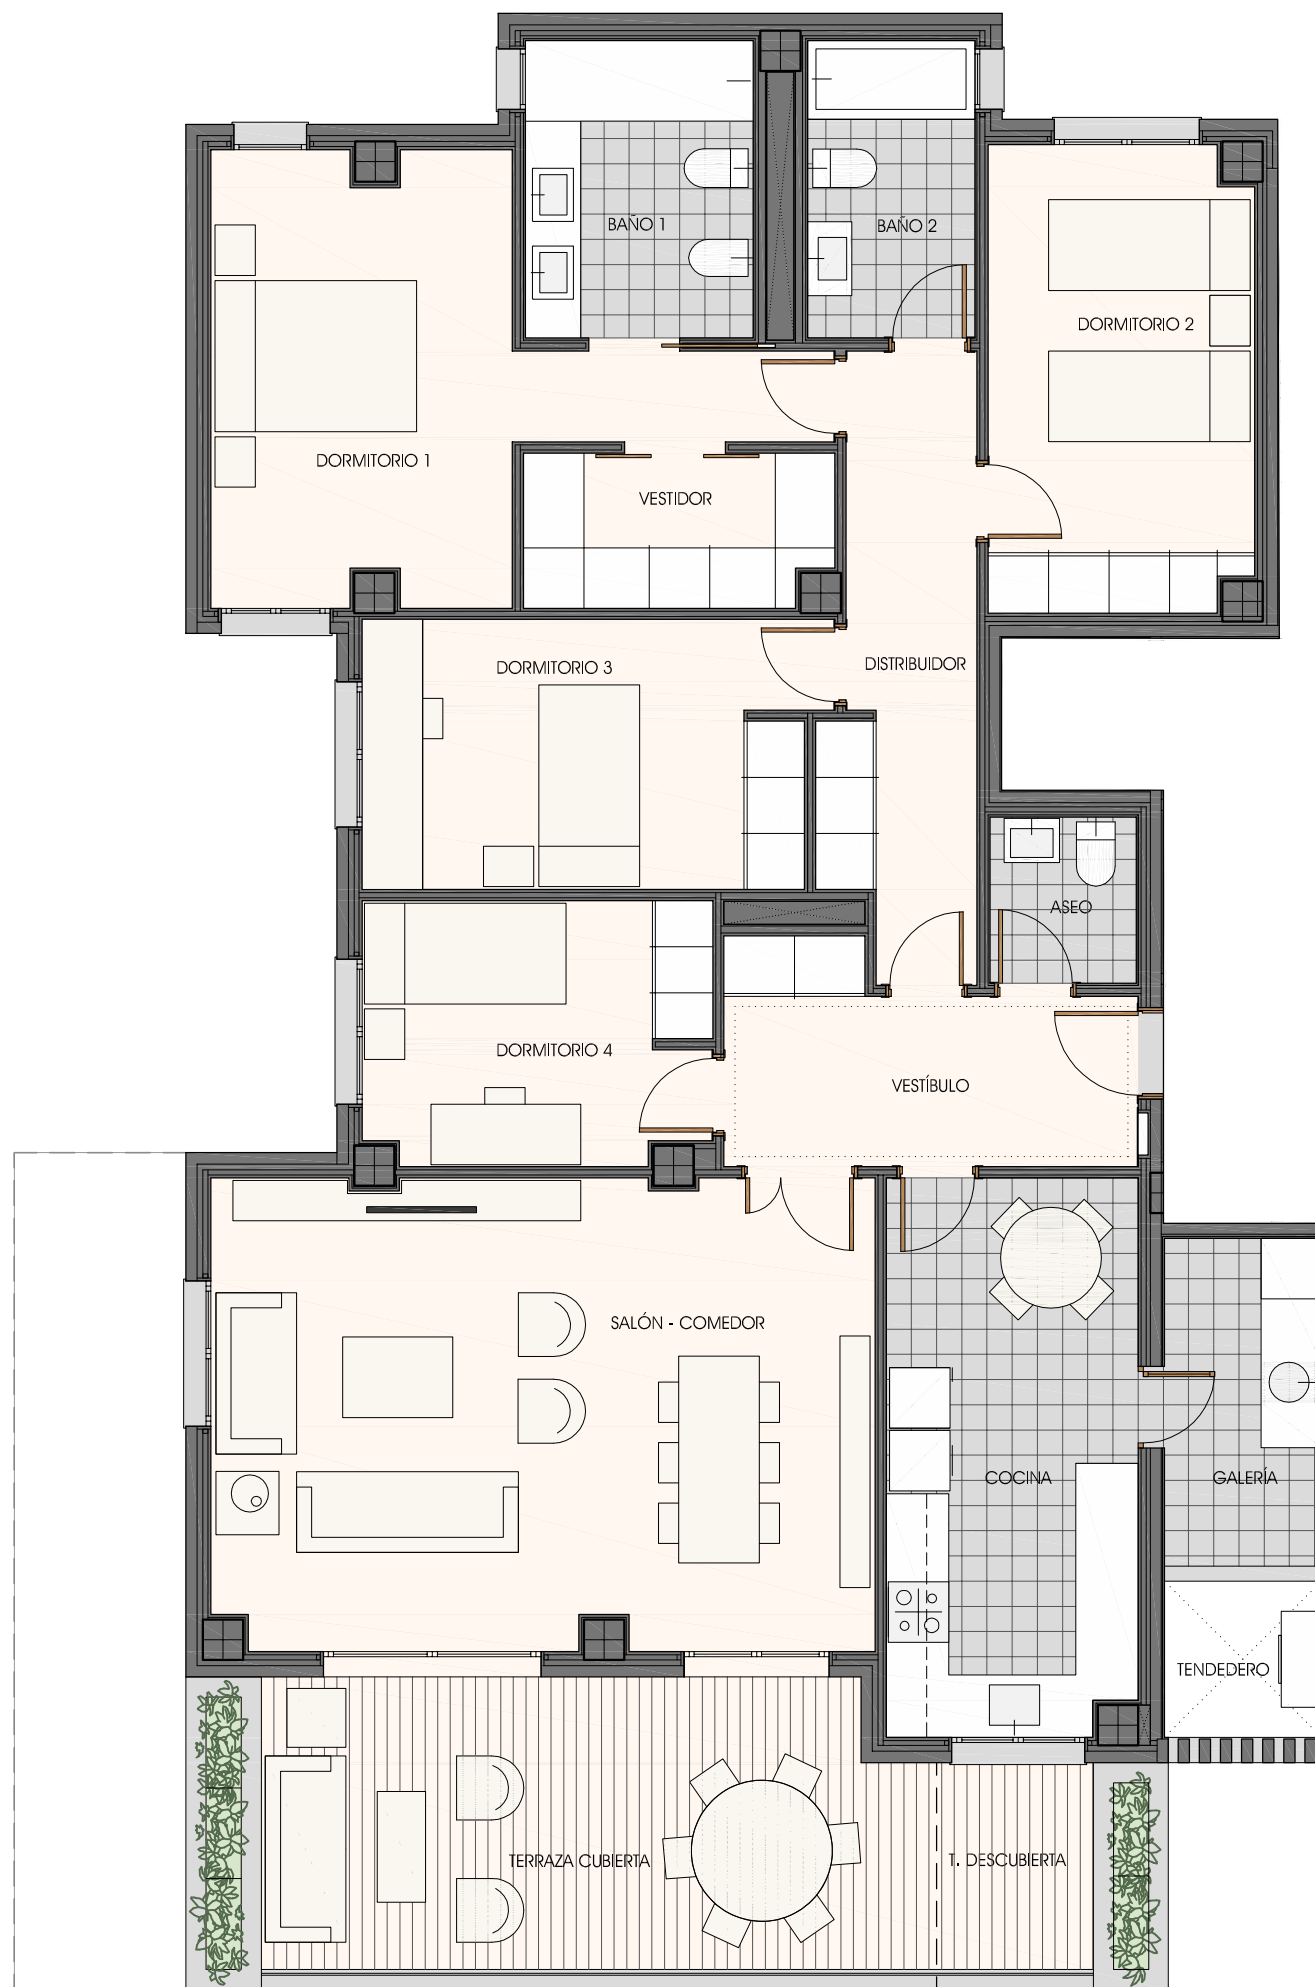 BAÑO 1
BAÑO 2
DORMITORIO 2
DORMITORIO 1
VESTIDOR
DORMITORIO 3
DISTRIBUIDOR
ASEO
DORMITORIO 4
VESTÍBULO
SALÓN - COMEDOR
COCINA
GALERÍA
TENDEDERO
TERRAZA CUBIERTA
T. DESCUBIERTA